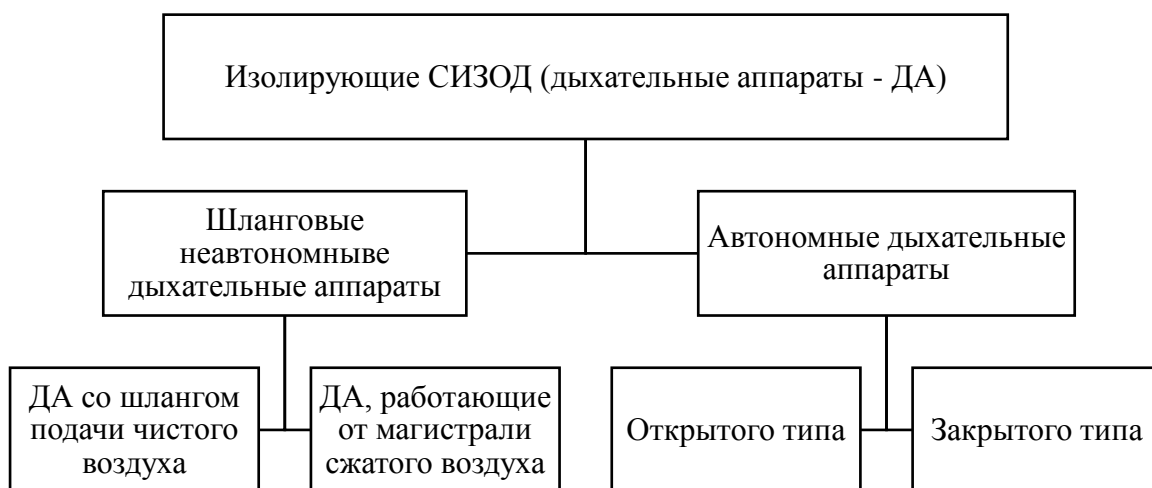 Изолирующие СИЗОД (дыхательные аппараты - ДА)
Шланговые
неавтономныве
дыхательные аппараты
Автономные дыхательные
аппараты
ДА со шлангом
подачи чистого
воздуха
ДА, работающие
от магистрали
сжатого воздуха
Открытого типа
Закрытого типа